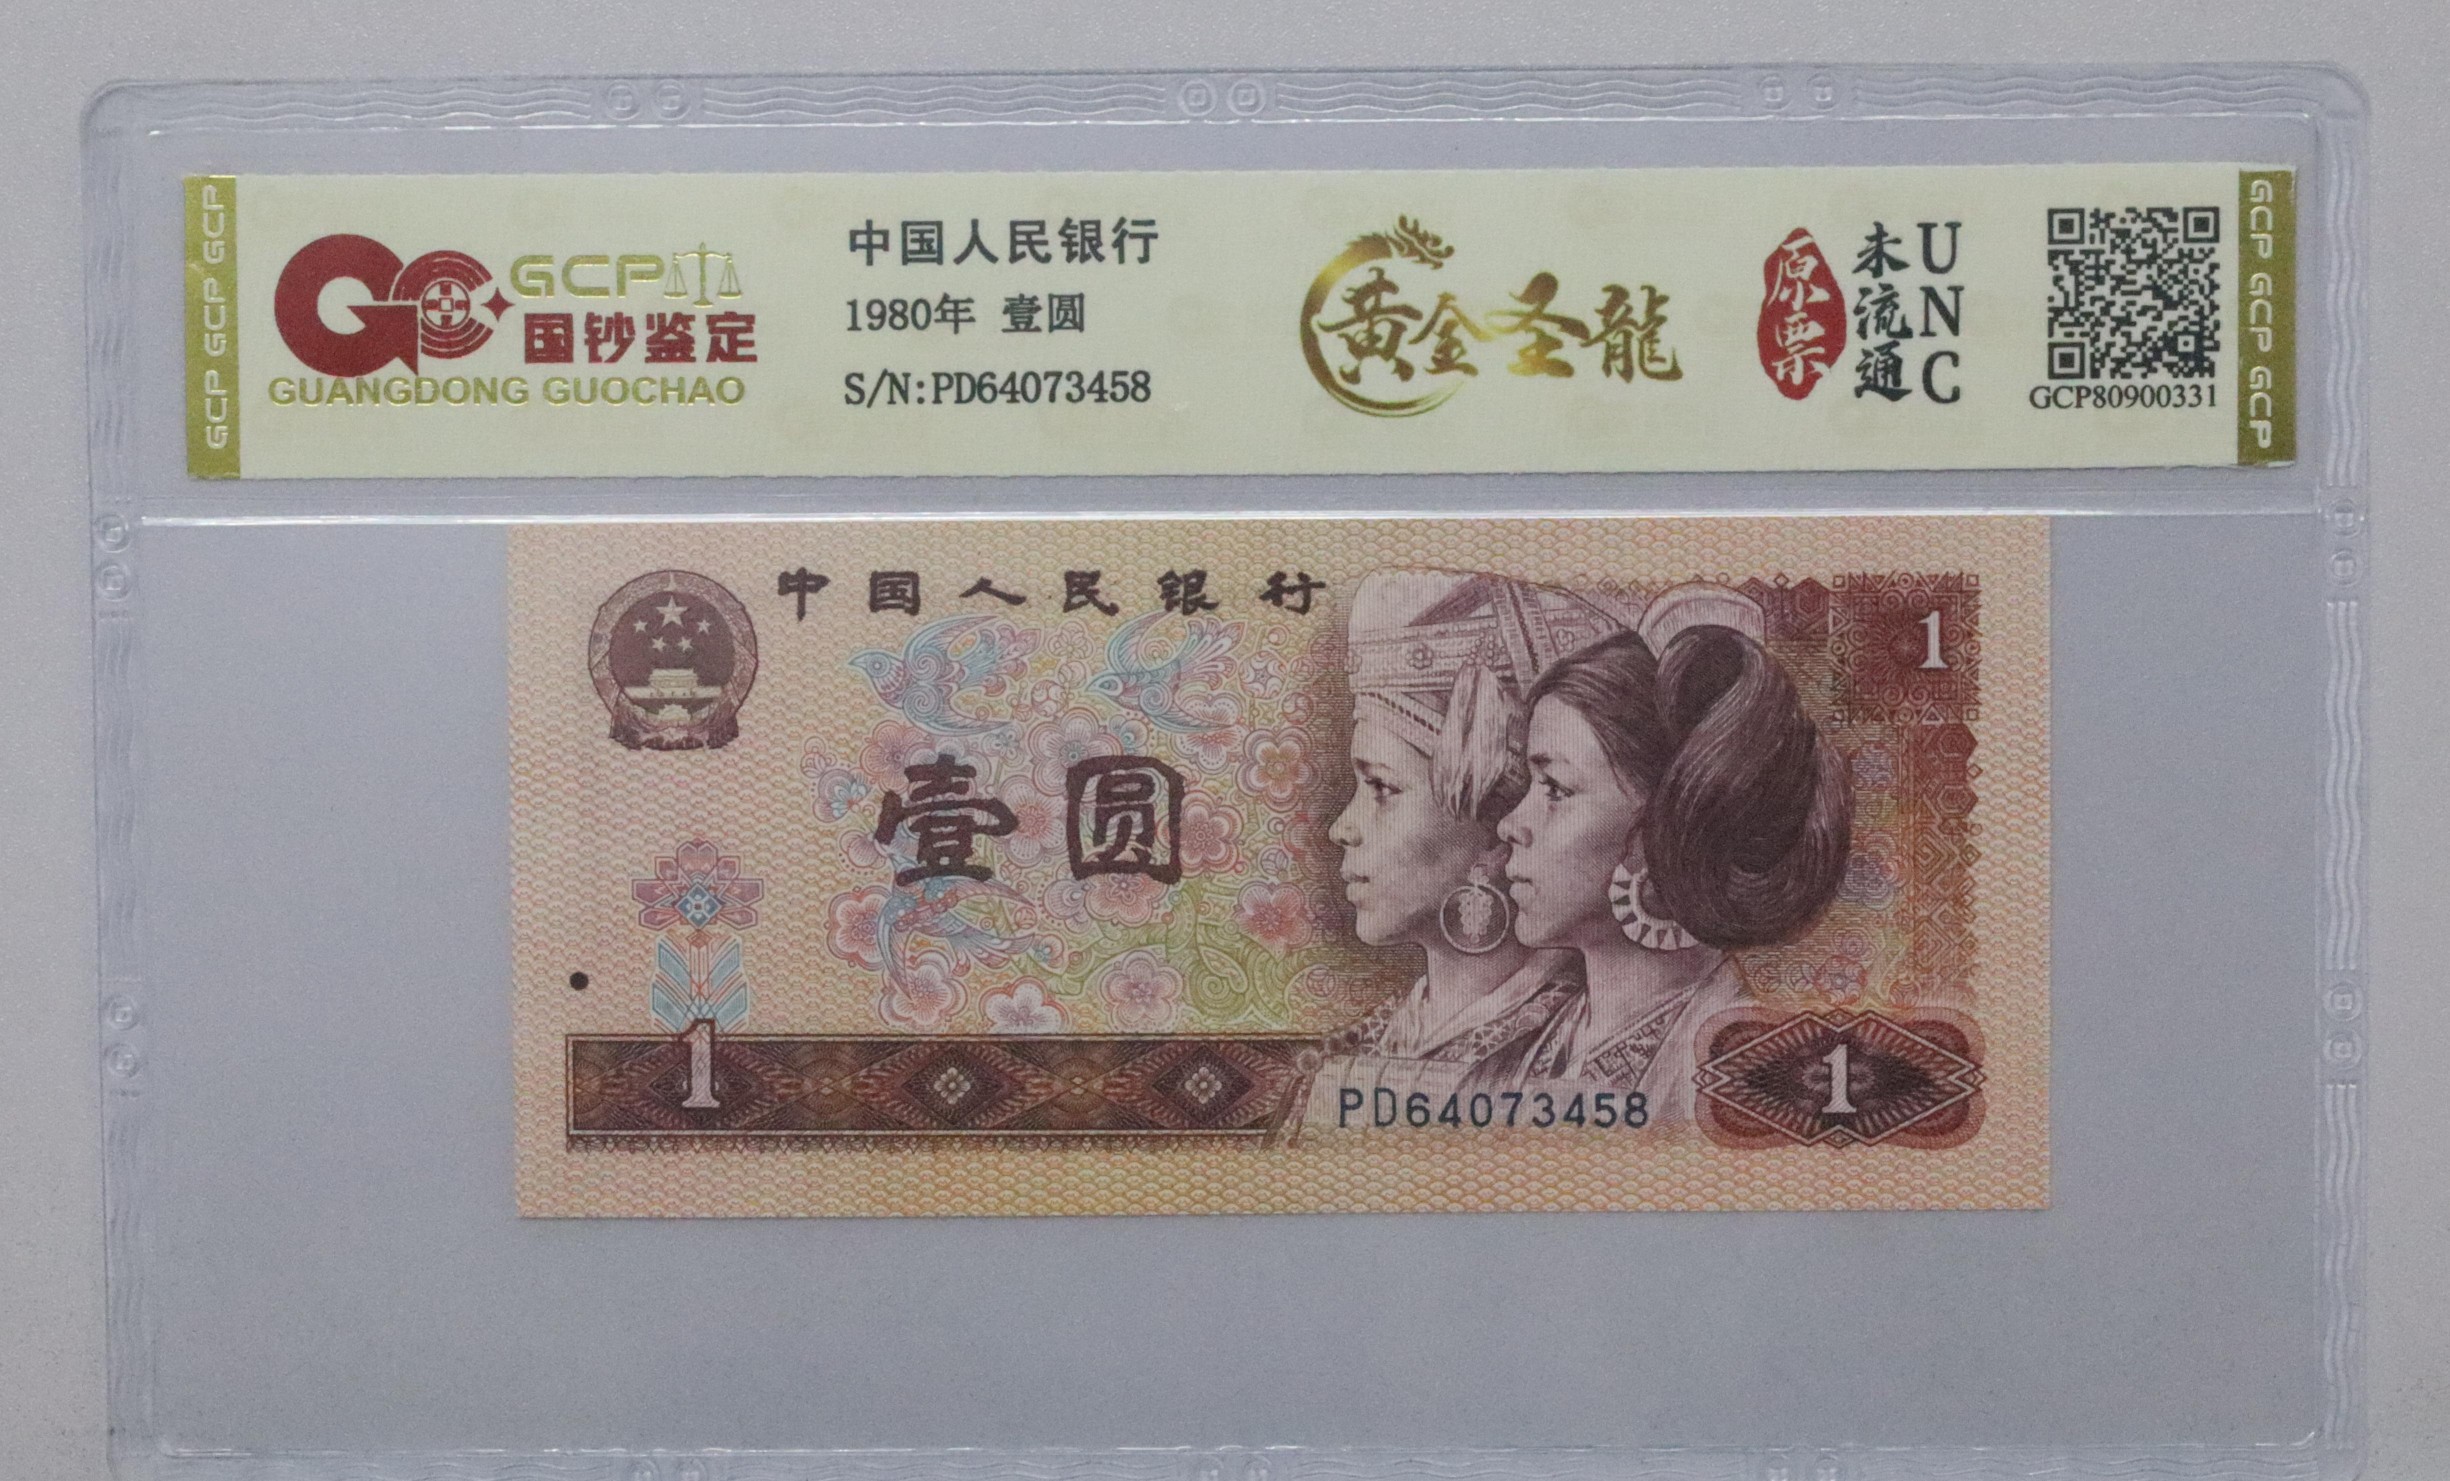 GCP GCP GCP
GCP
国钞鉴定
GUANGDONG GUOCHAO
中国人民银行
1980年 壹圆
S/N:PD64073458
黄金圣龍
原票
未流通
UNC
GCP80900331
GCP GCP GCP
中国人民银行
1
壹圆
1
PD64073458
1